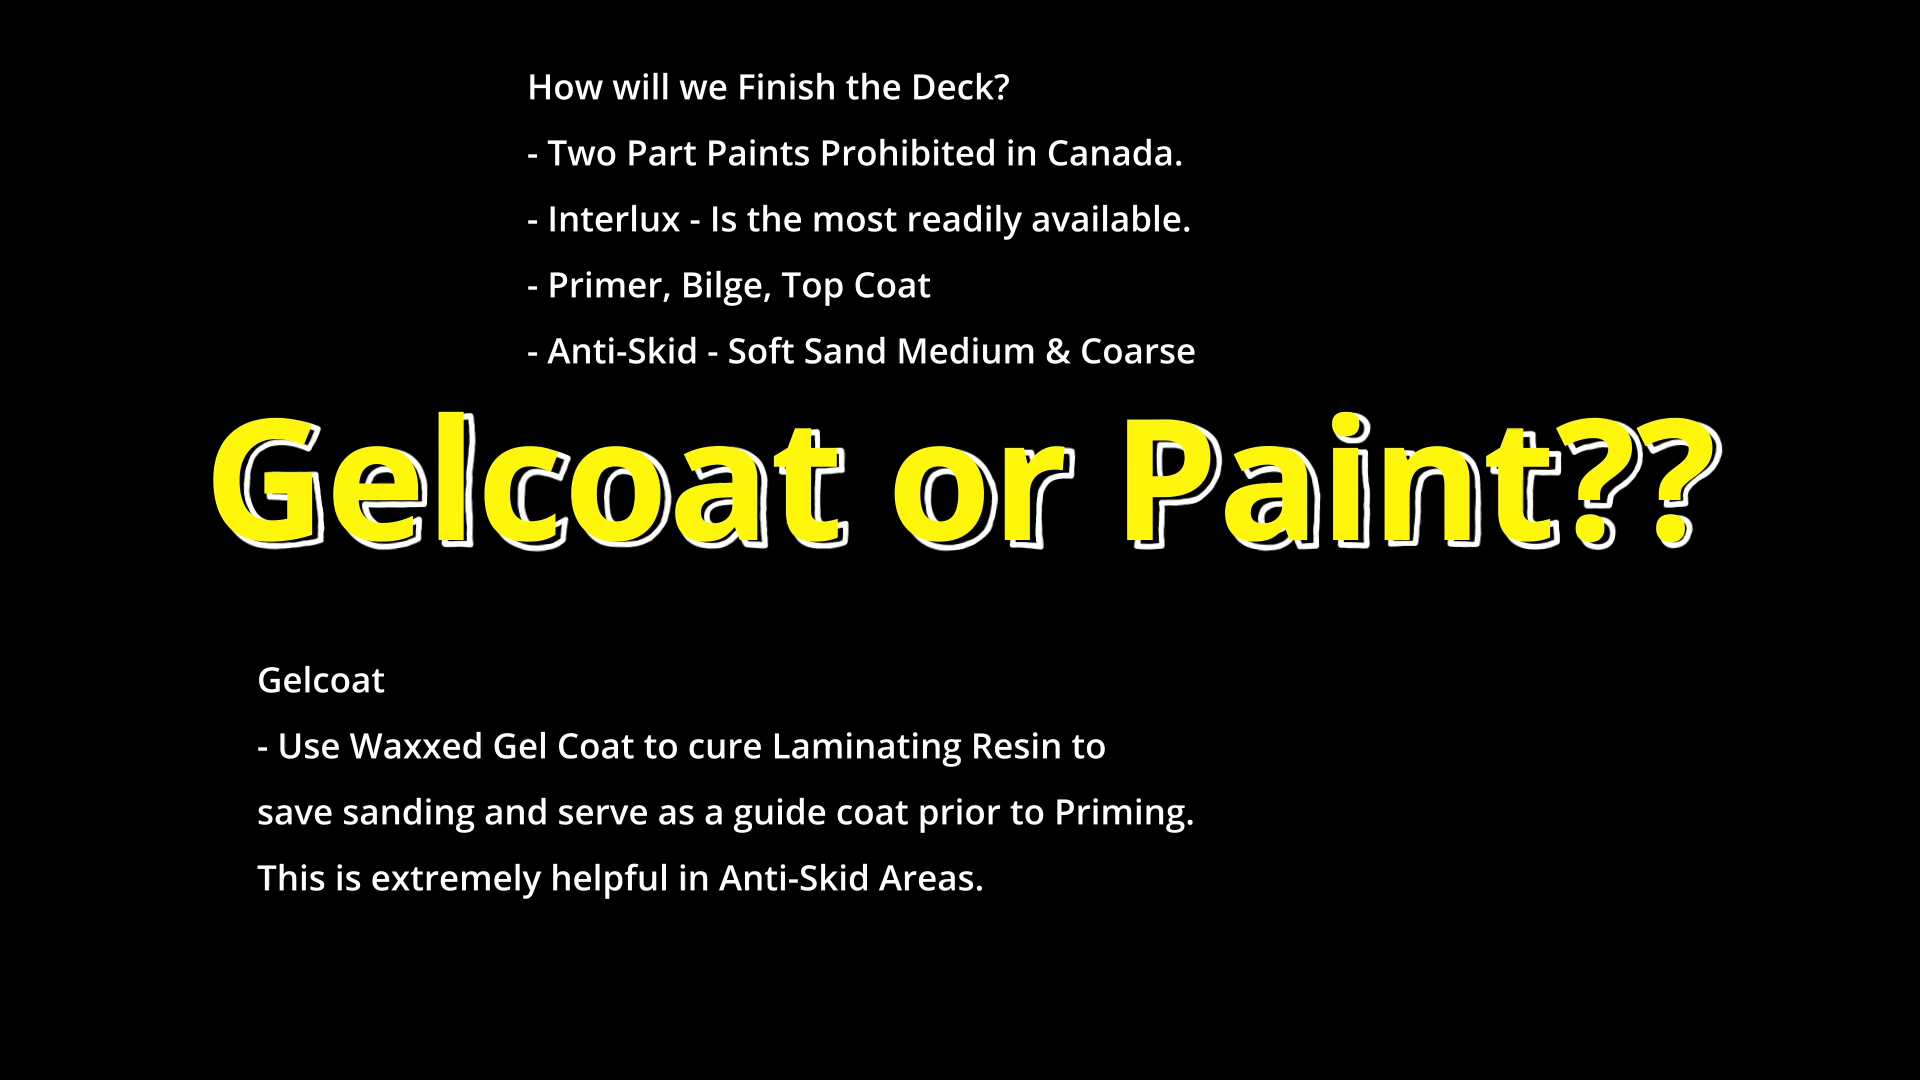 How will we Finish the Deck?
- Two Part Paints Prohibited in Canada.
- Interlux - Is the most readily available.
- Primer, Bilge, Top Coat
- Anti-Skid - Soft Sand Medium & Coarse
Gelcoat or Paint??
Gelcoat
- Use Waxxed Gel Coat to cure Laminating Resin to
save sanding and serve as a guide coat prior to Priming.
This is extremely helpful in Anti-Skid Areas.